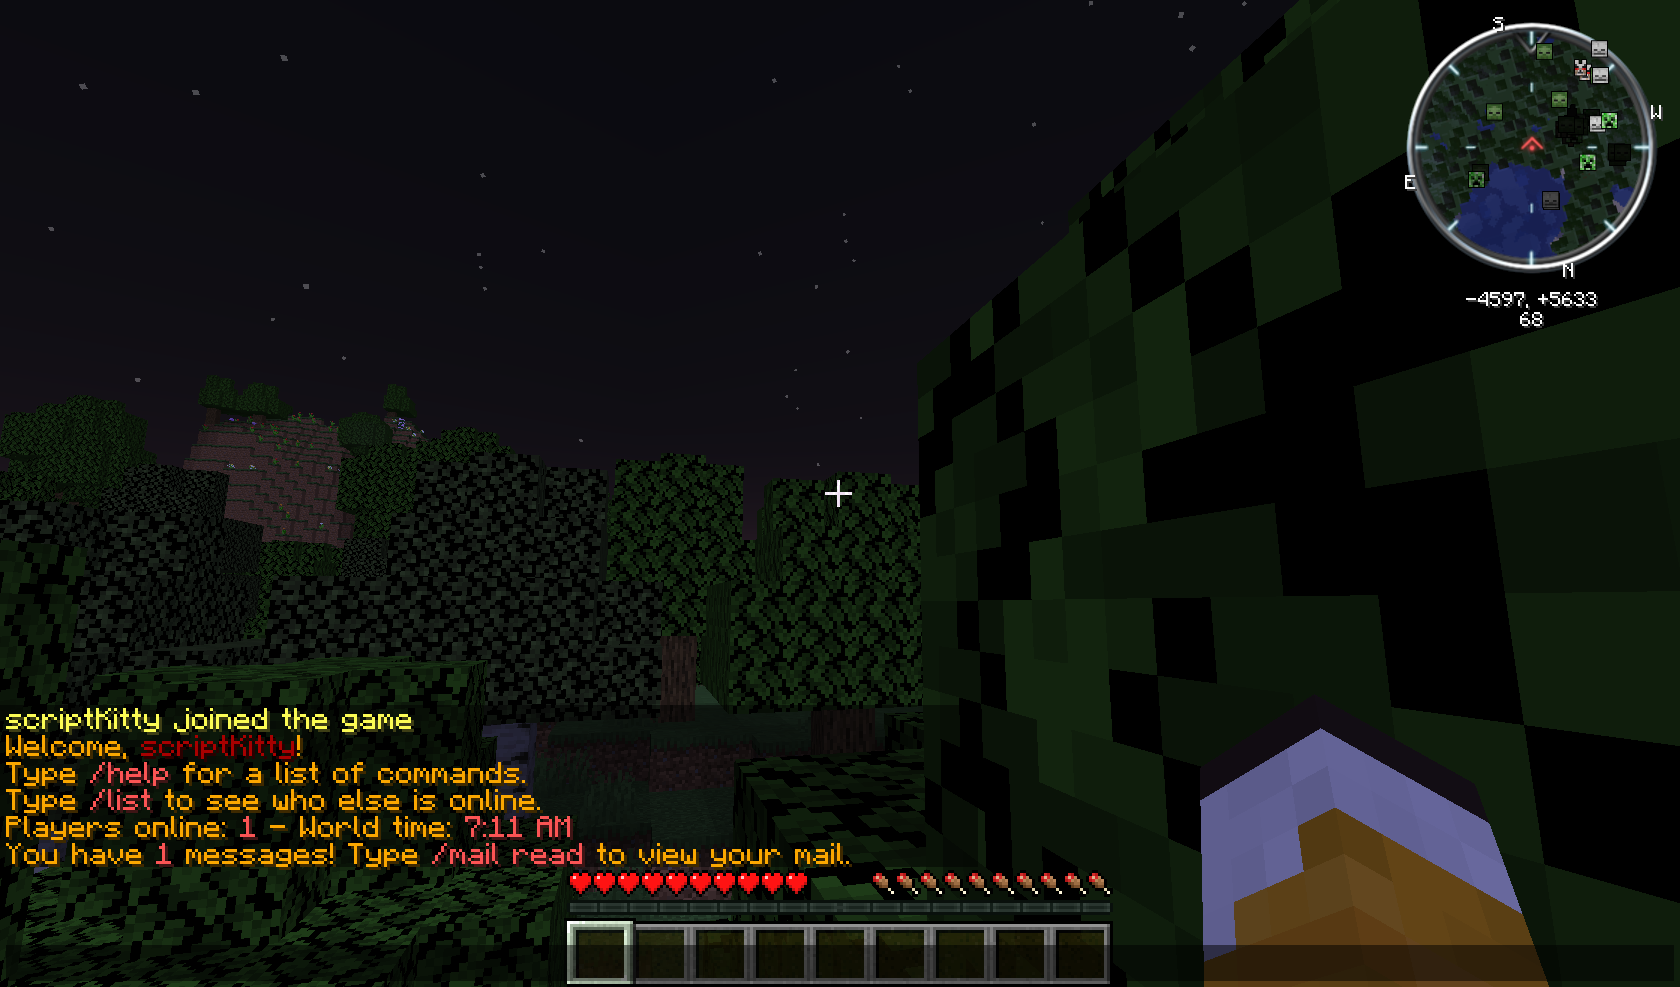 S
W
E
N
-4597, +5633
68
scriptKitty joined the game
Welcome, scriptKitty!
Type /help for a list of commands.
Type /list to see who else is online.
Players online: 1 - World time: 7:11 AM
You have 1 messages! Type /mail read to view your mail.